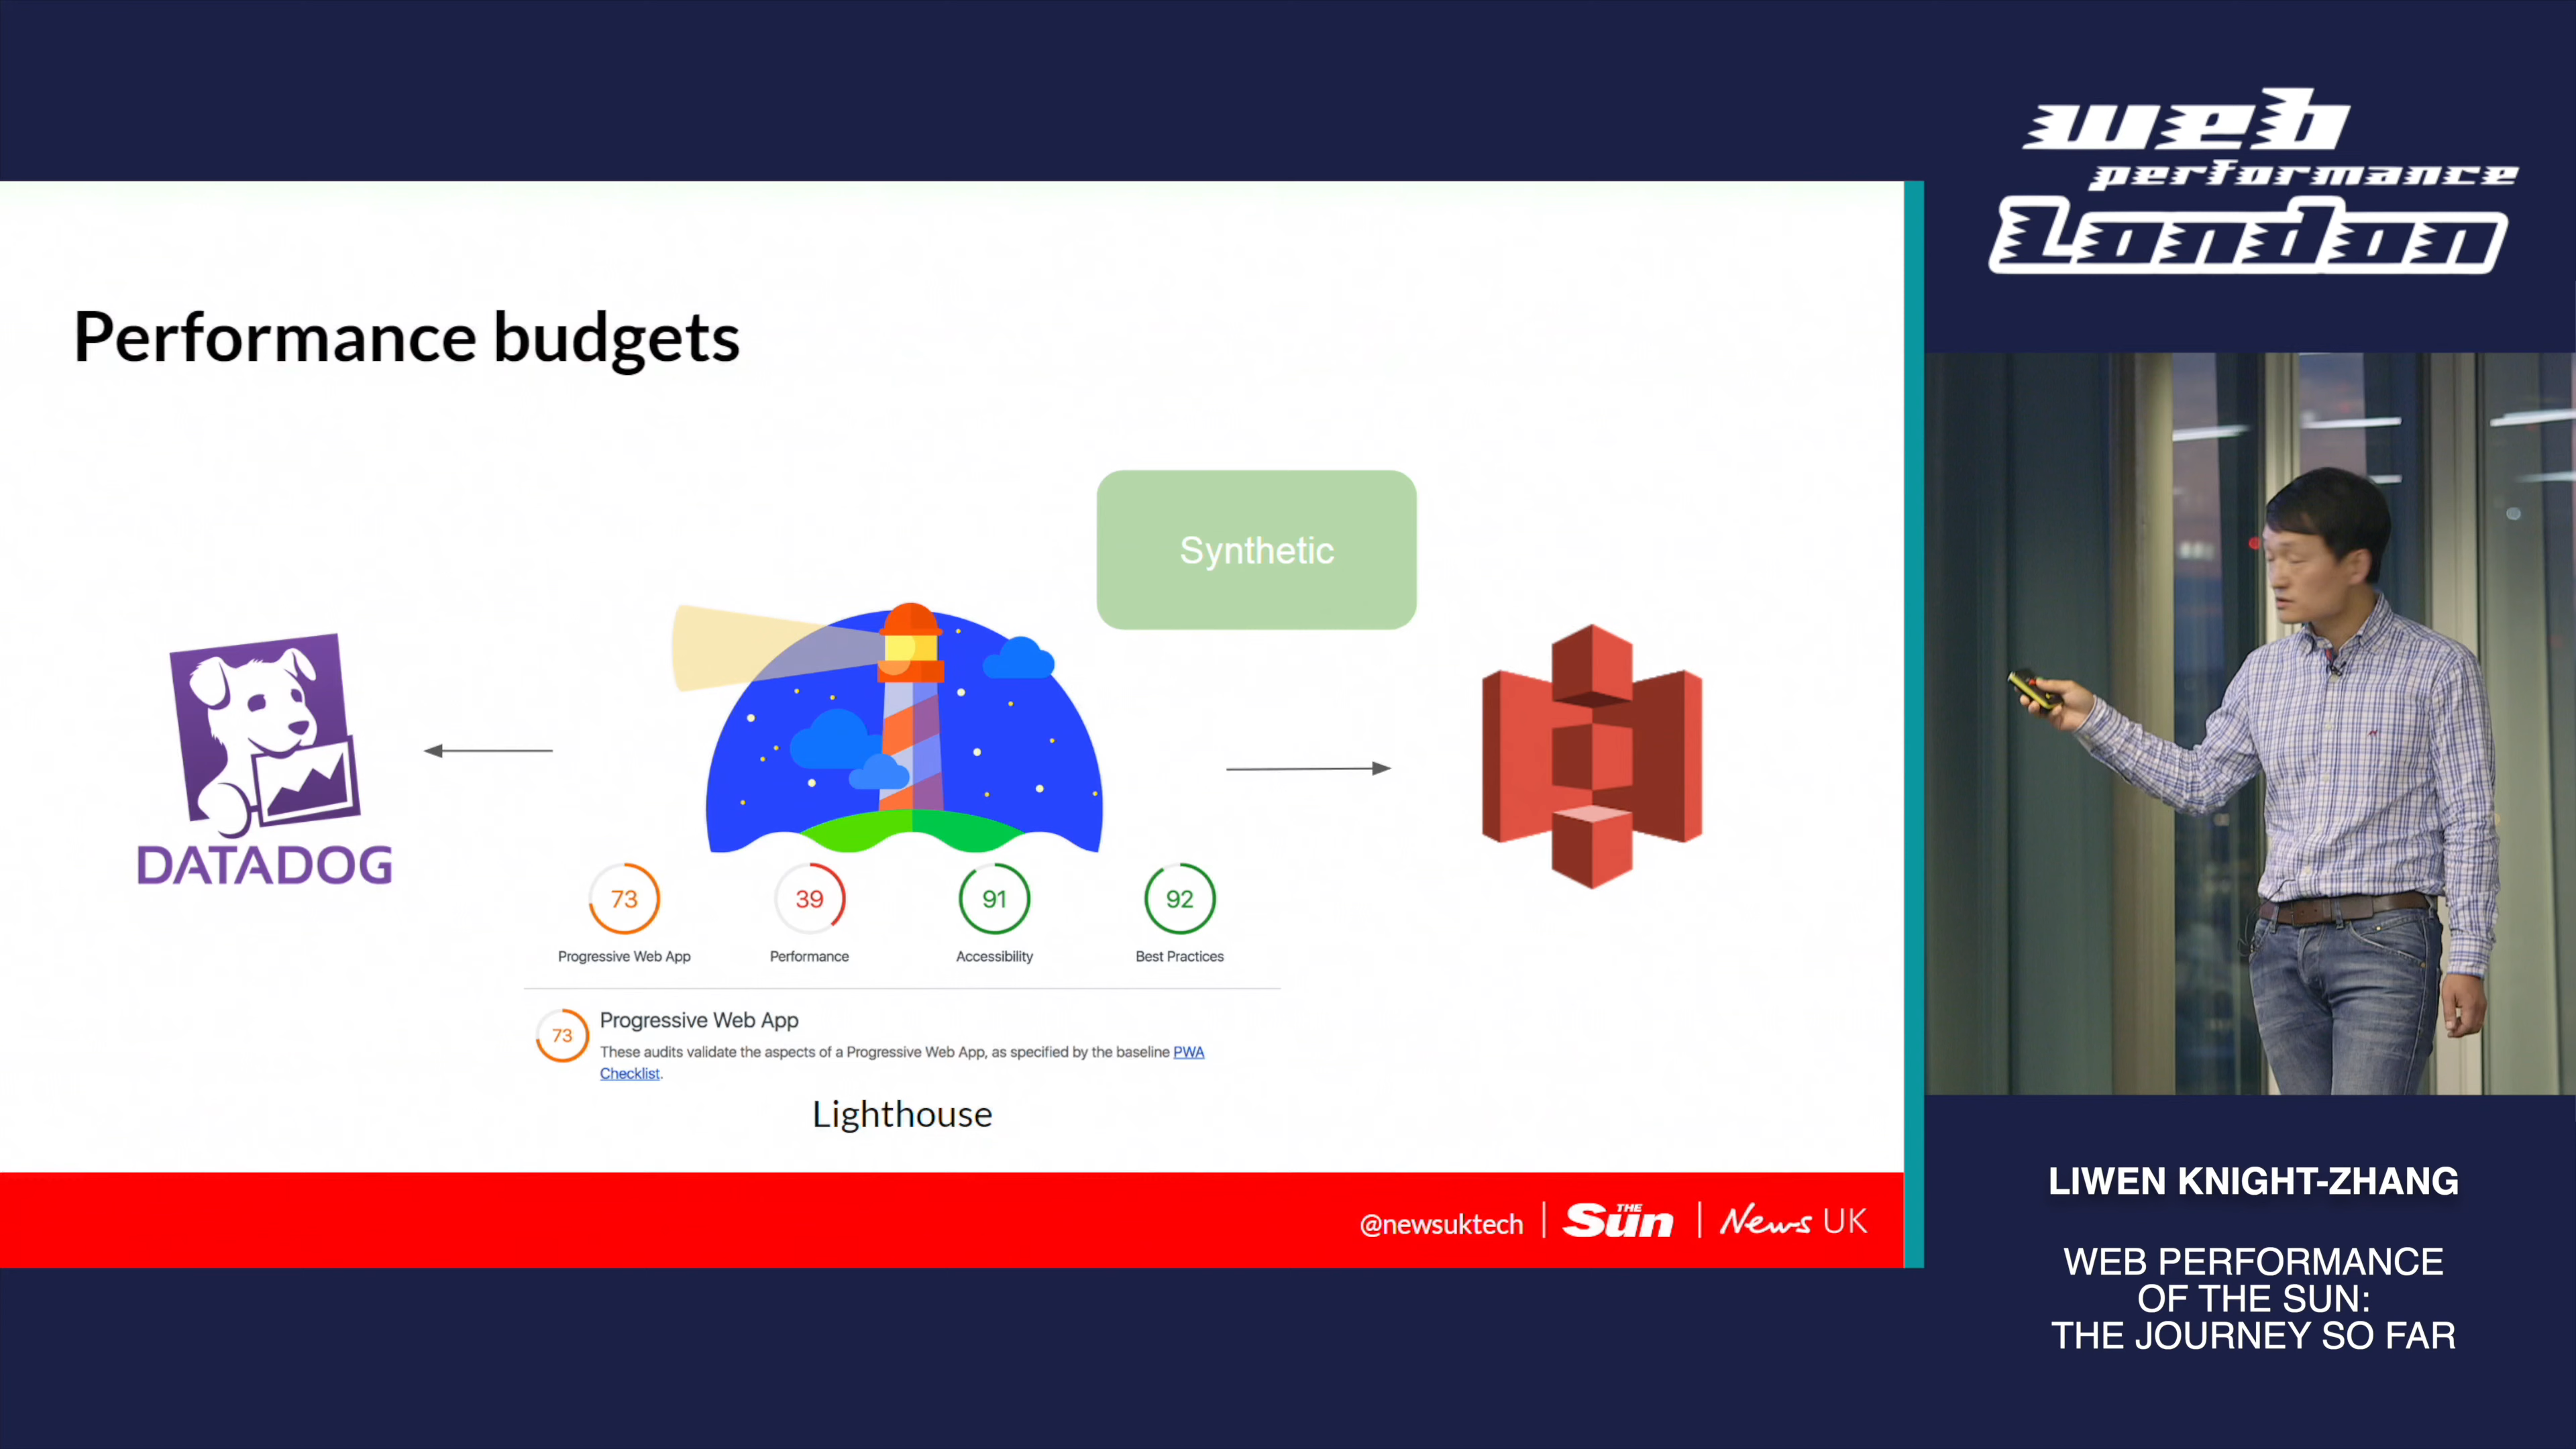 web
performance
London
Performance budgets
Synthetic
DATADOG
73
39
91
92
Progressive Web App
Performance
Accessibility
Best Practices
73
Progressive Web App
These audits validate the aspects of a Progressive Web App, as specified by the baseline PWA
Checklist.
Lighthouse
@newsuktech
THE
Sun
News UK
LIWEN KNIGHT-ZHANG
WEB PERFORMANCE
OF THE SUN:
THE JOURNEY SO FAR